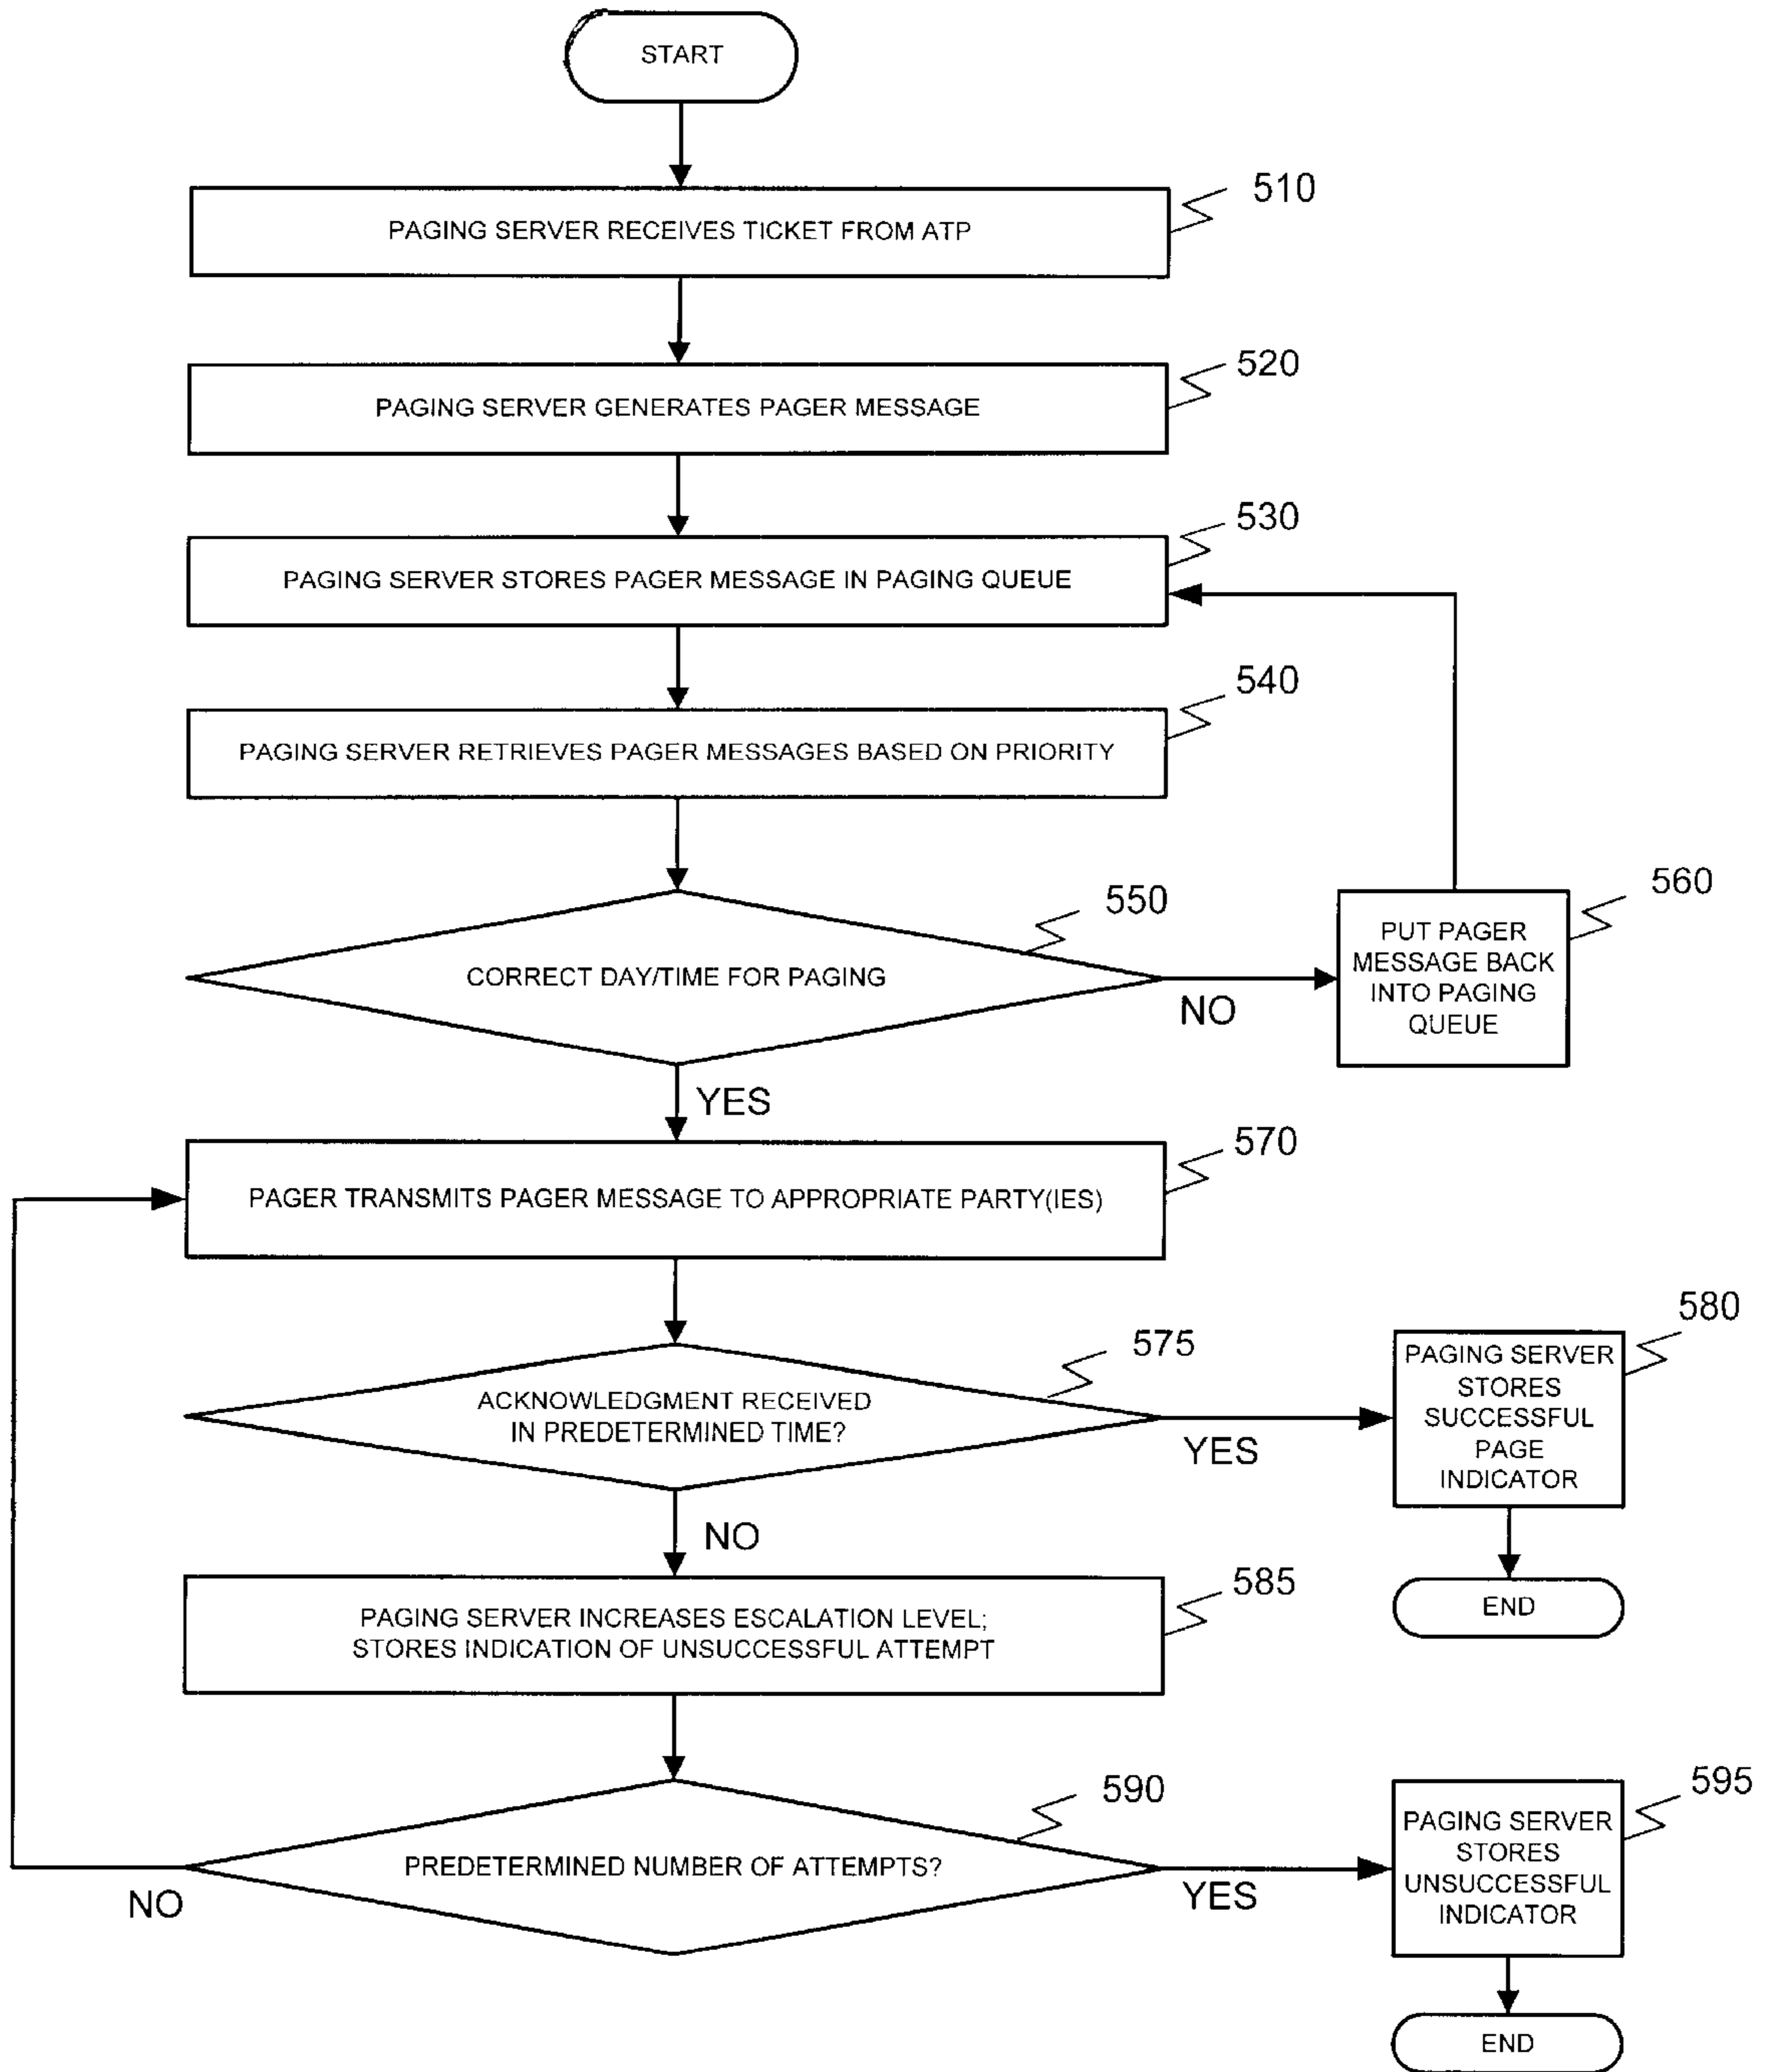 START
510
PAGING SERVER RECEIVES TICKET FROM ATP
520
PAGING SERVER GENERATES PAGER MESSAGE
530
PAGING SERVER STORES PAGER MESSAGE IN PAGING QUEUE
540
PAGING SERVER RETRIEVES PAGER MESSAGES BASED ON PRIORITY
550
CORRECT DAY/TIME FOR PAGING
NO
560
PUT PAGER
MESSAGE BACK
INTO PAGING
QUEUE
YES
570
PAGER TRANSMITS PAGER MESSAGE TO APPROPRIATE PARTY(IES)
575
ACKNOWLEDGMENT RECEIVED
IN PREDETERMINED TIME?
YES
580
PAGING SERVER
STORES
SUCCESSFUL
PAGE
INDICATOR
END
NO
585
PAGING SERVER INCREASES ESCALATION LEVEL;
STORES INDICATION OF UNSUCCESSFUL ATTEMPT
590
PREDETERMINED NUMBER OF ATTEMPTS?
NO
YES
595
PAGING SERVER
STORES
UNSUCCESSFUL
INDICATOR
END